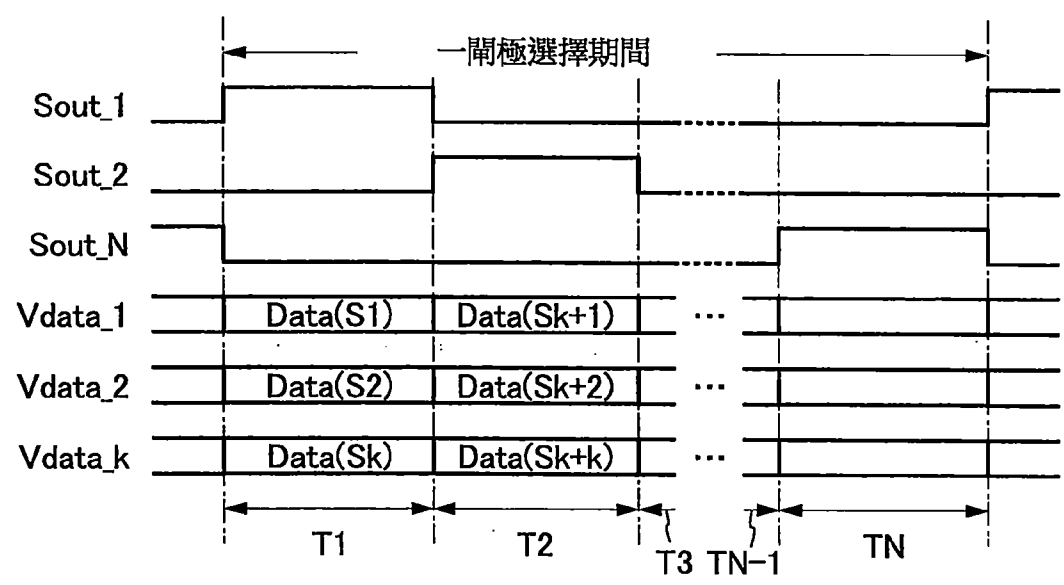 一閘極選擇期間
Sout_1
Sout_2
Sout_N
Vdata_1 Data(S1) Data(Sk+1) ...
Vdata_2 Data(S2) Data(Sk+2) ...
Vdata_k Data(Sk) Data(Sk+k) ...
T1 T2 T3 TN-1 TN